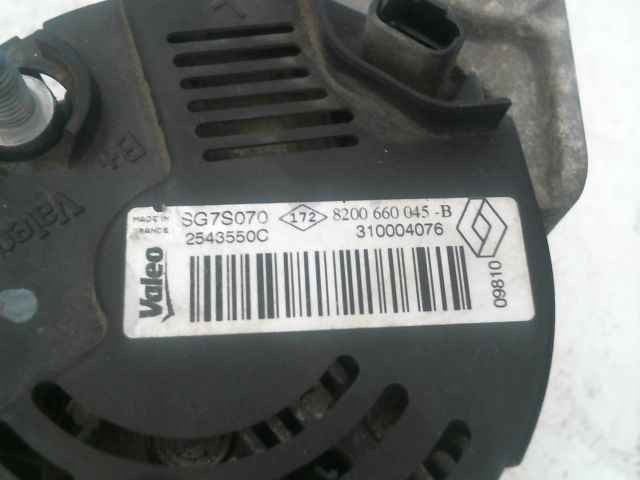 B+
Valeo
MADE IN
FRANCE
SG7S070 172 8200 660 045 -B
2543550C 310004076
Valeo
09810